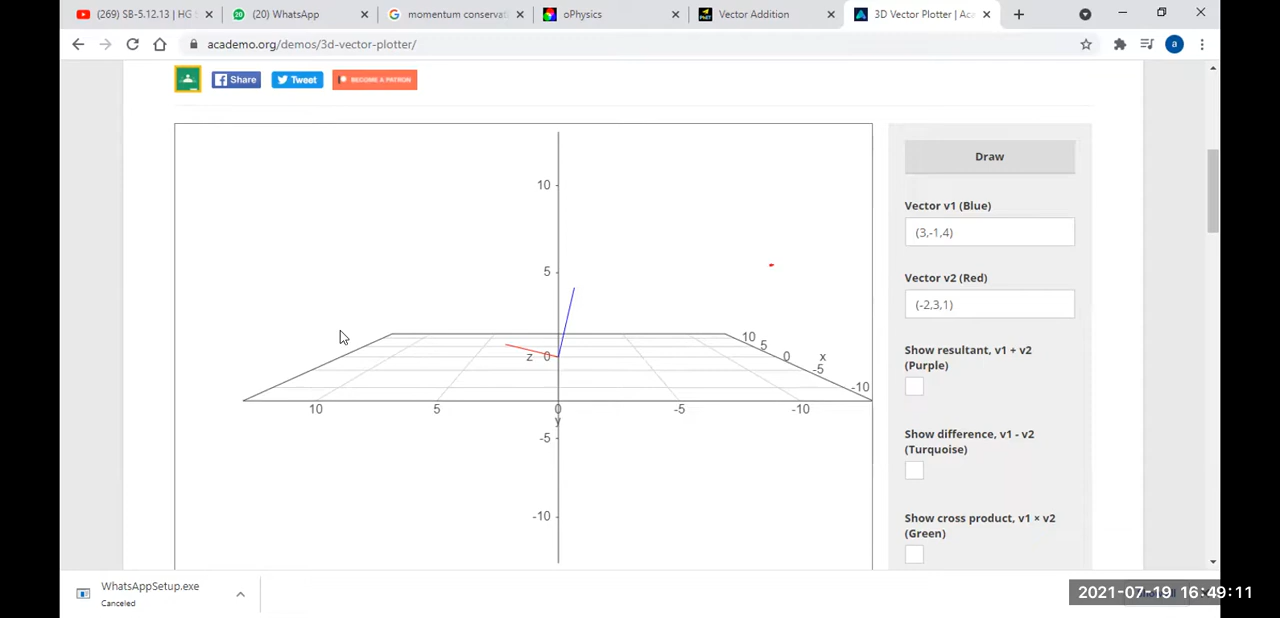 (269) SB-5.12.13 | HG
(20) WhatsApp
momentum conservat
oPhysics
Vector Addition
3D Vector Plotter | Aca
academo.org/demos/3d-vector-plotter/
a
Share
Tweet
BECOME A PATRON
Draw
Vector v1 (Blue)
(3,-1,4)
Vector v2 (Red)
(-2,3,1)
Show resultant, v1 + v2
(Purple)
Show difference, v1 - v2
(Turquoise)
Show cross product, v1 × v2
(Green)
10
5
z 0
-5
-10
10
5
0
-5
-10
x
10
5
0
-5
-10
y
WhatsAppSetup.exe
Canceled
2021-07-19 16:49:11